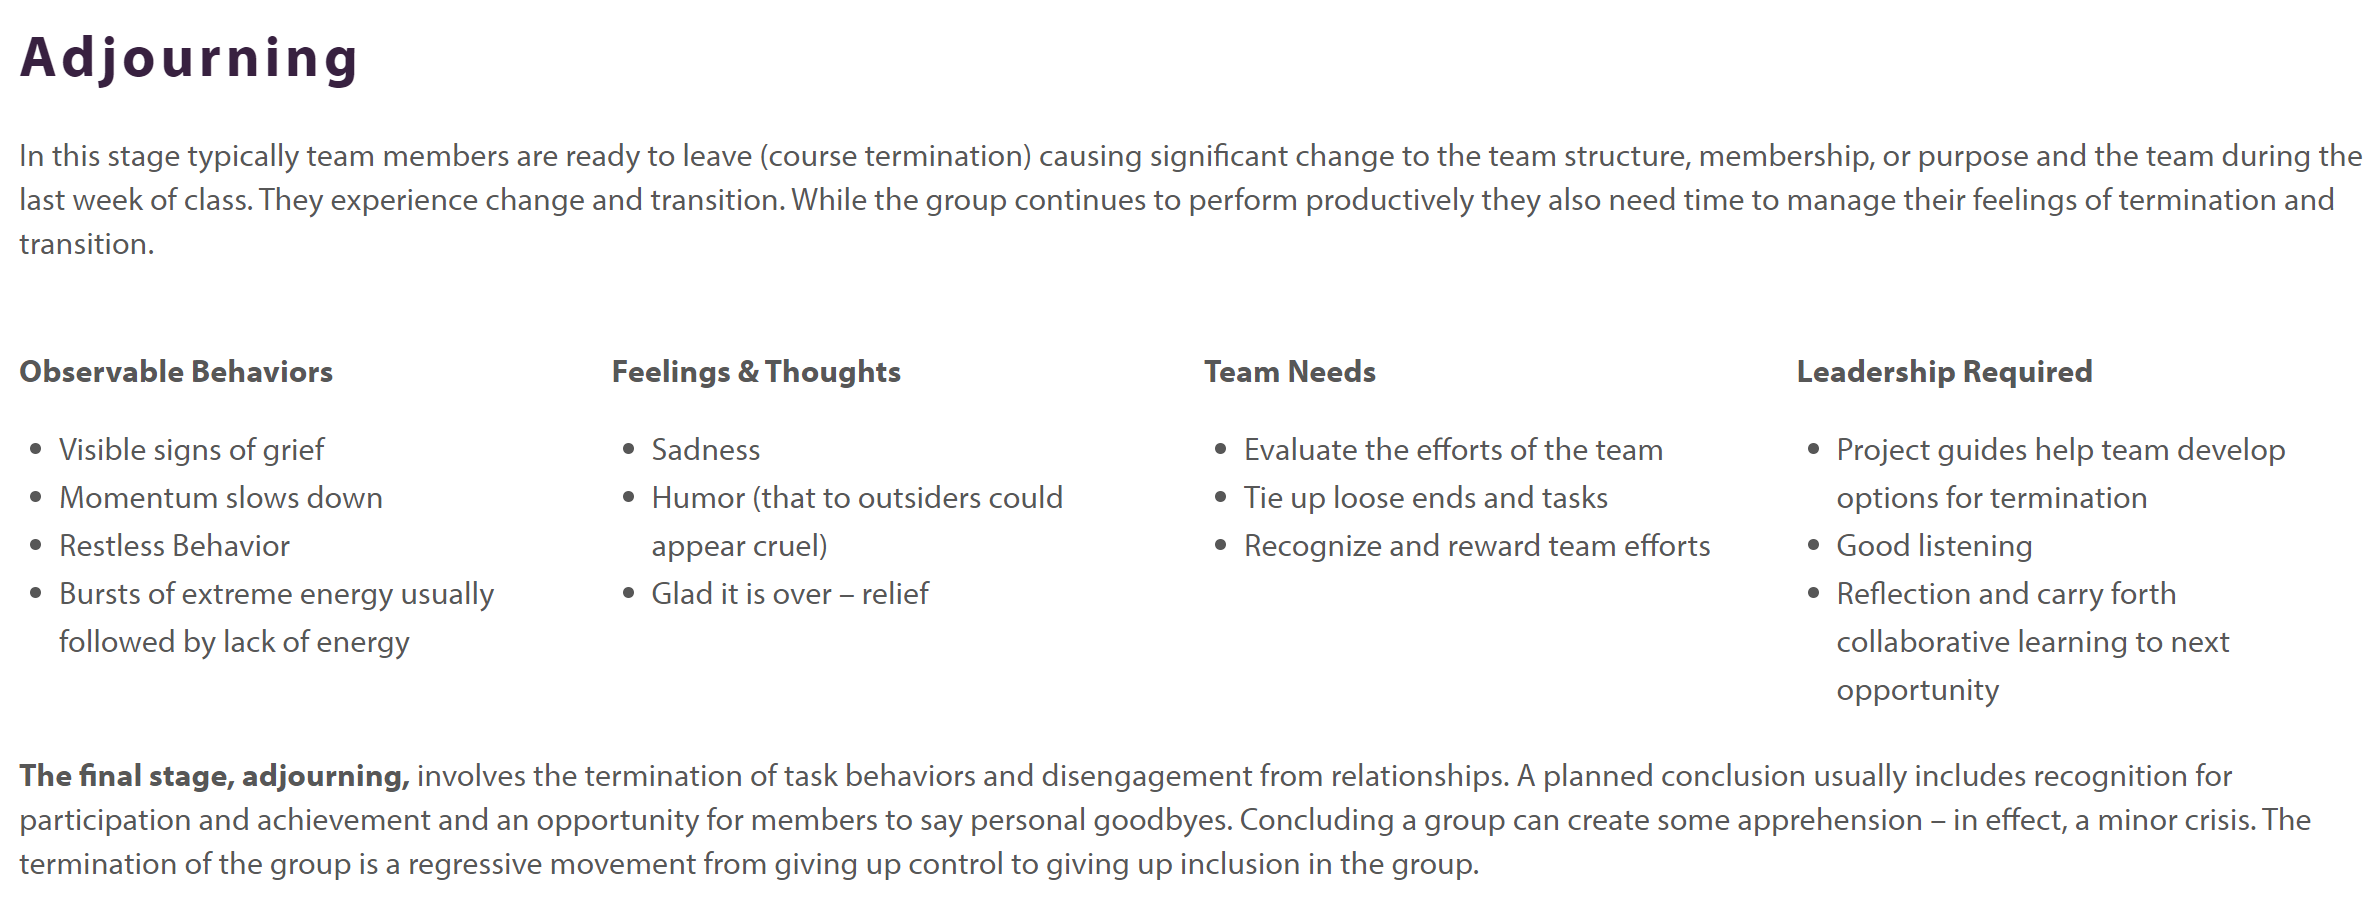 Adjourning
In this stage typically team members are ready to leave (course termination) causing significant change to the team structure, membership, or purpose and the team during the
last week of class. They experience change and transition. While the group continues to perform productively they also need time to manage their feelings of termination and
transition.
Observable Behaviors
• Visible signs of grief
• Momentum slows down
• Restless Behavior
• Bursts of extreme energy usually
followed by lack of energy
Feelings & Thoughts
• Sadness
• Humor (that to outsiders could
appear cruel)
• Glad it is over – relief
Team Needs
• Evaluate the efforts of the team
• Tie up loose ends and tasks
• Recognize and reward team efforts
Leadership Required
• Project guides help team develop
options for termination
• Good listening
• Reflection and carry forth
collaborative learning to next
opportunity
The final stage, adjourning, involves the termination of task behaviors and disengagement from relationships. A planned conclusion usually includes recognition for
participation and achievement and an opportunity for members to say personal goodbyes. Concluding a group can create some apprehension – in effect, a minor crisis. The
termination of the group is a regressive movement from giving up control to giving up inclusion in the group.